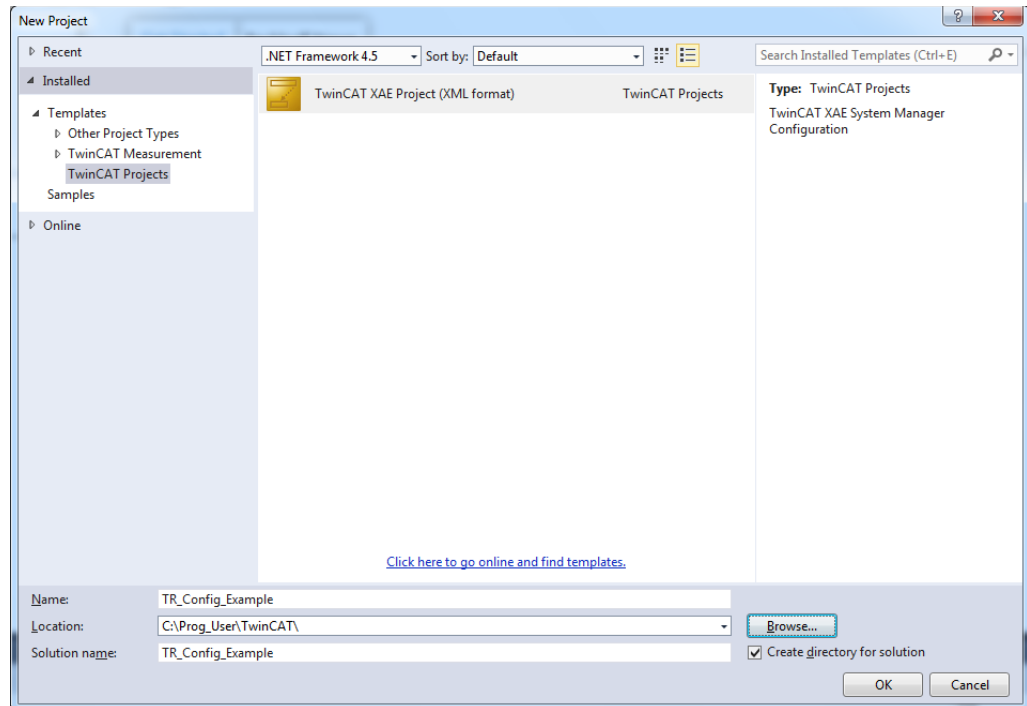 New Project
Recent
.NET Framework 4.5 Sort by: Default
Search Installed Templates (Ctrl+E)
Installed
Templates
Other Project Types
TwinCAT Measurement
TwinCAT Projects
Samples
Online
TwinCAT XAE Project (XML format) TwinCAT Projects
Type: TwinCAT Projects
TwinCAT XAE System Manager
Configuration
Click here to go online and find templates.
Name: TR_Config_Example
Location: C:\Prog_User\TwinCAT\
Browse...
Solution name: TR_Config_Example
Create directory for solution
OK Cancel